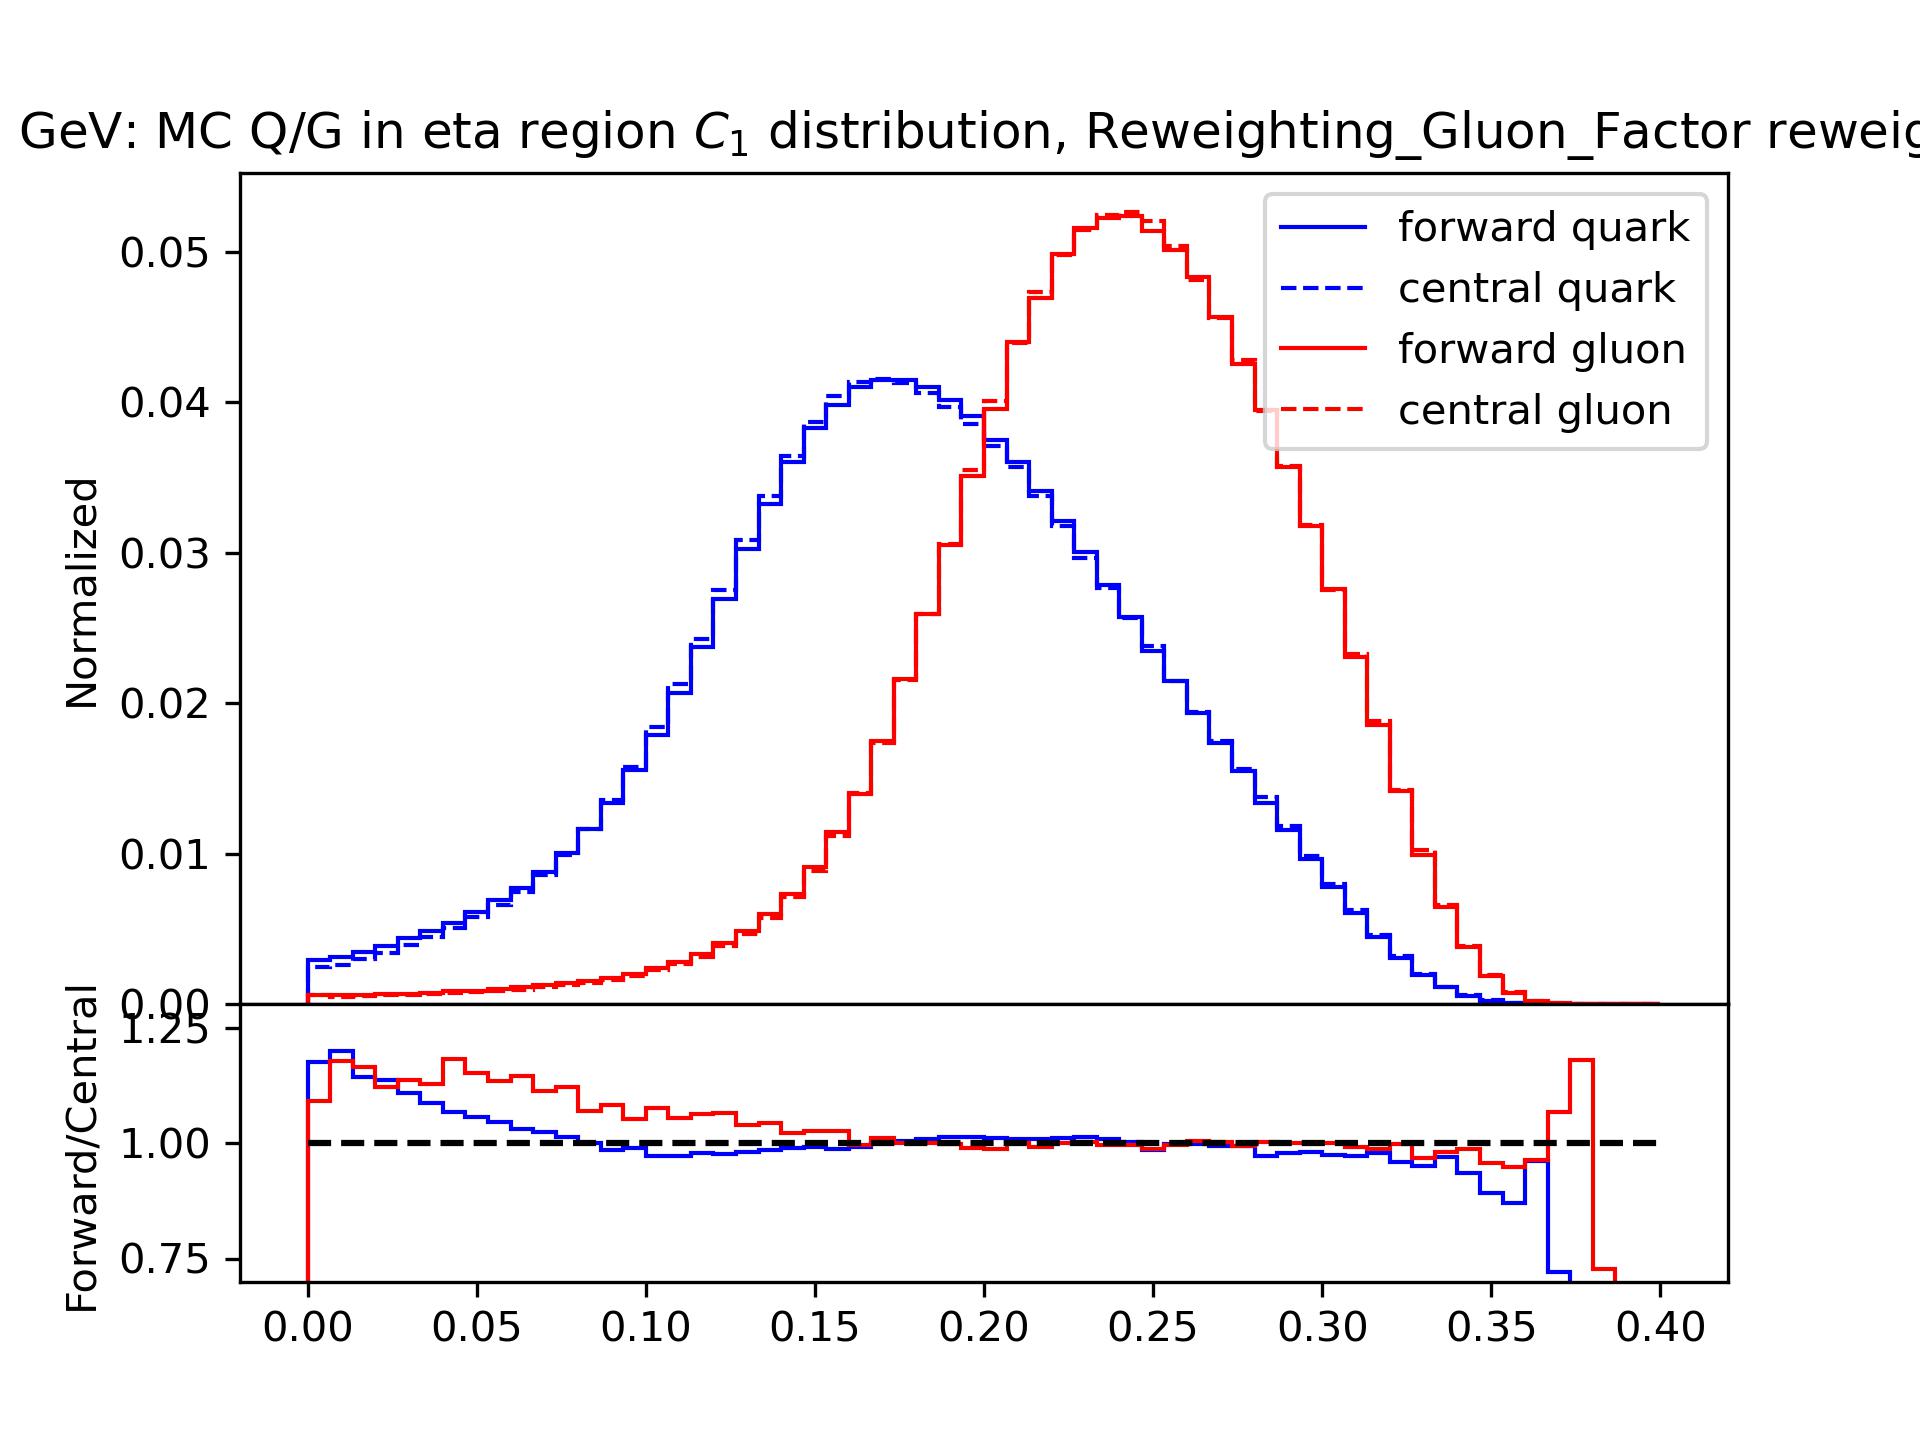 GeV: MC Q/G in eta region C₁ distribution, Reweighting_Gluon_Factor reweig
forward quark
central quark
forward gluon
central gluon
Normalized
0.05
0.04
0.03
0.02
0.01
0.00
Forward/Central
1.25
1.00
0.75
0.00 0.05 0.10 0.15 0.20 0.25 0.30 0.35 0.40